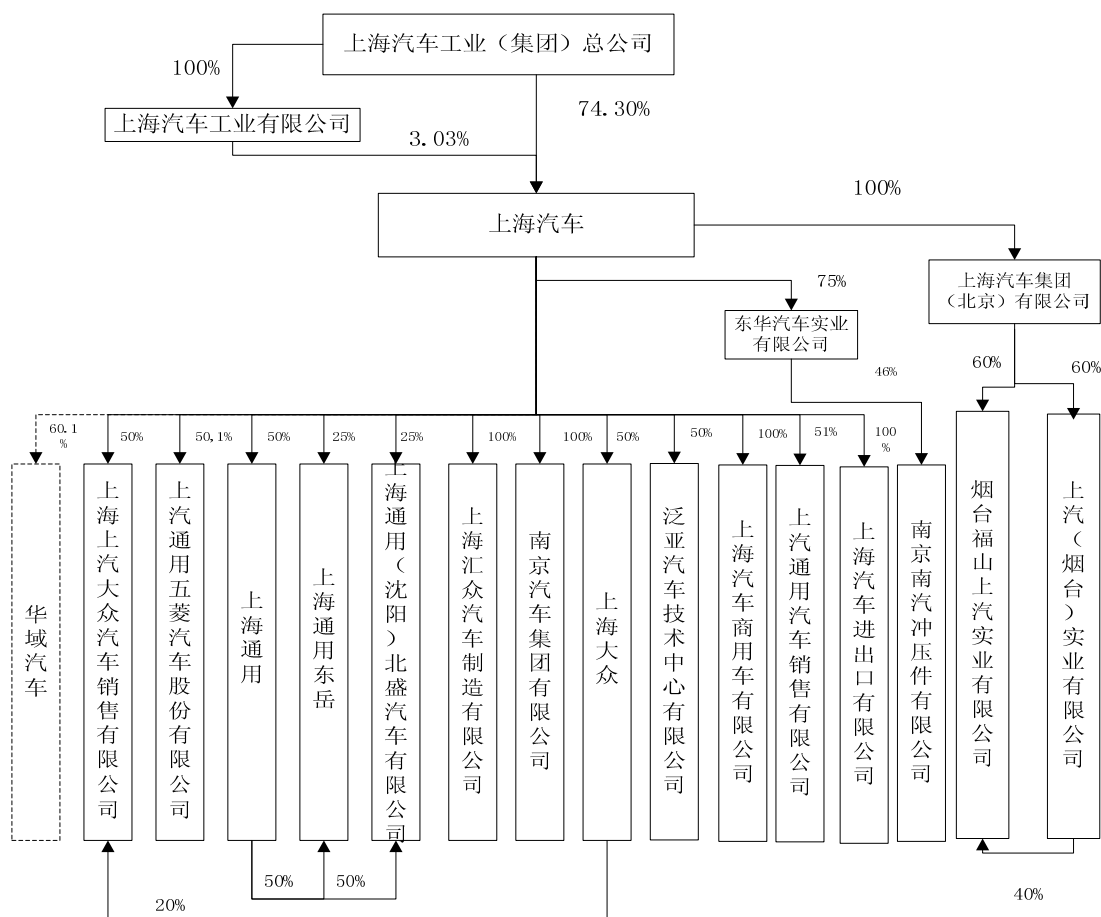 上海汽车工业（集团）总公司
100%
74.30%
上海汽车工业有限公司
3.03%
100%
上海汽车
上海汽车集团
（北京）有限公司
75%
东华汽车实业
有限公司
46%
60%
60%
60.1
%
50%
50,1%
50%
25%
25%
100%
100%
50%
50%
100%
51%
100
%
华域汽车
上海上汽大众汽车销售有限公司
上汽通用五菱汽车股份有限公司
上海通用
上海通用东岳
上海通用（沈阳）北盛汽车有限公司
上海汇众汽车制造有限公司
南京汽车集团有限公司
上海大众
泛亚汽车技术中心有限公司
上海汽车商用车有限公司
上汽通用汽车销售有限公司
上海汽车进出口有限公司
南京南汽冲压件有限公司
烟台福山上汽实业有限公司
上汽（烟台）实业有限公司
50%
50%
20%
40%